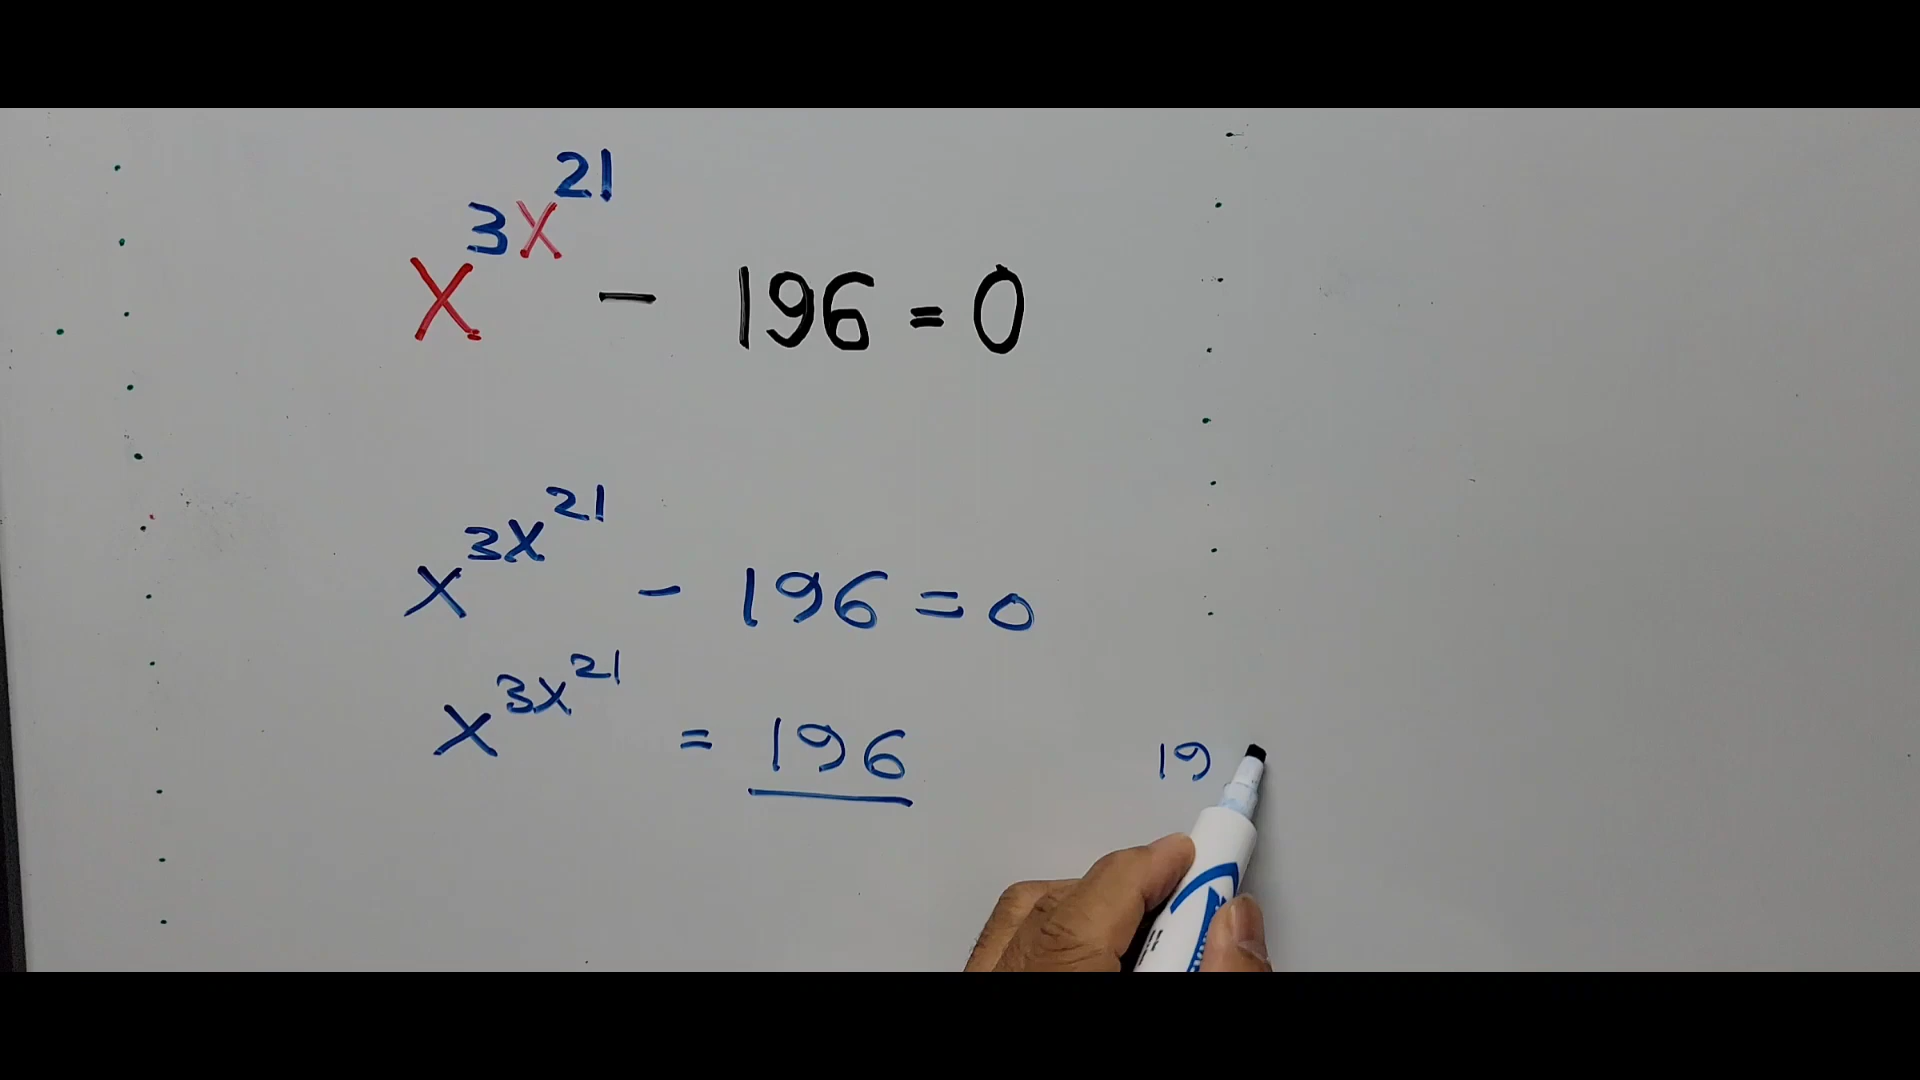 x^3x^21 - 196 = 0
x^3x^21 - 196 = 0
x^3x^21 = 196
19